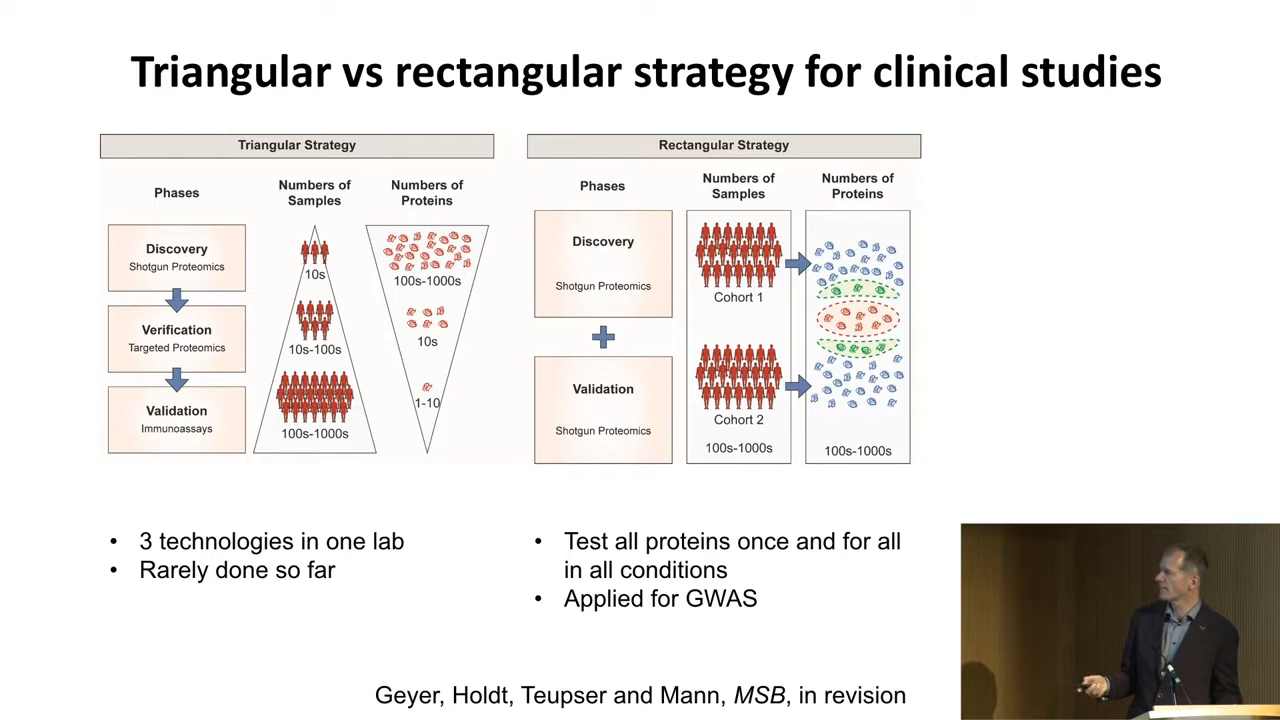 Triangular vs rectangular strategy for clinical studies
Triangular Strategy
Phases
Numbers of
Samples
Numbers of
Proteins
Discovery
Shotgun Proteomics
10s
100s-1000s
Verification
Targeted Proteomics
10s-100s
10s
Validation
Immunoassays
100s-1000s
1-10
Rectangular Strategy
Phases
Numbers of
Samples
Numbers of
Proteins
Discovery
Shotgun Proteomics
Cohort 1
Validation
Shotgun Proteomics
Cohort 2
100s-1000s
100s-1000s
• 3 technologies in one lab
• Rarely done so far
• Test all proteins once and for all
in all conditions
• Applied for GWAS
Geyer, Holdt, Teupser and Mann, MSB, in revision